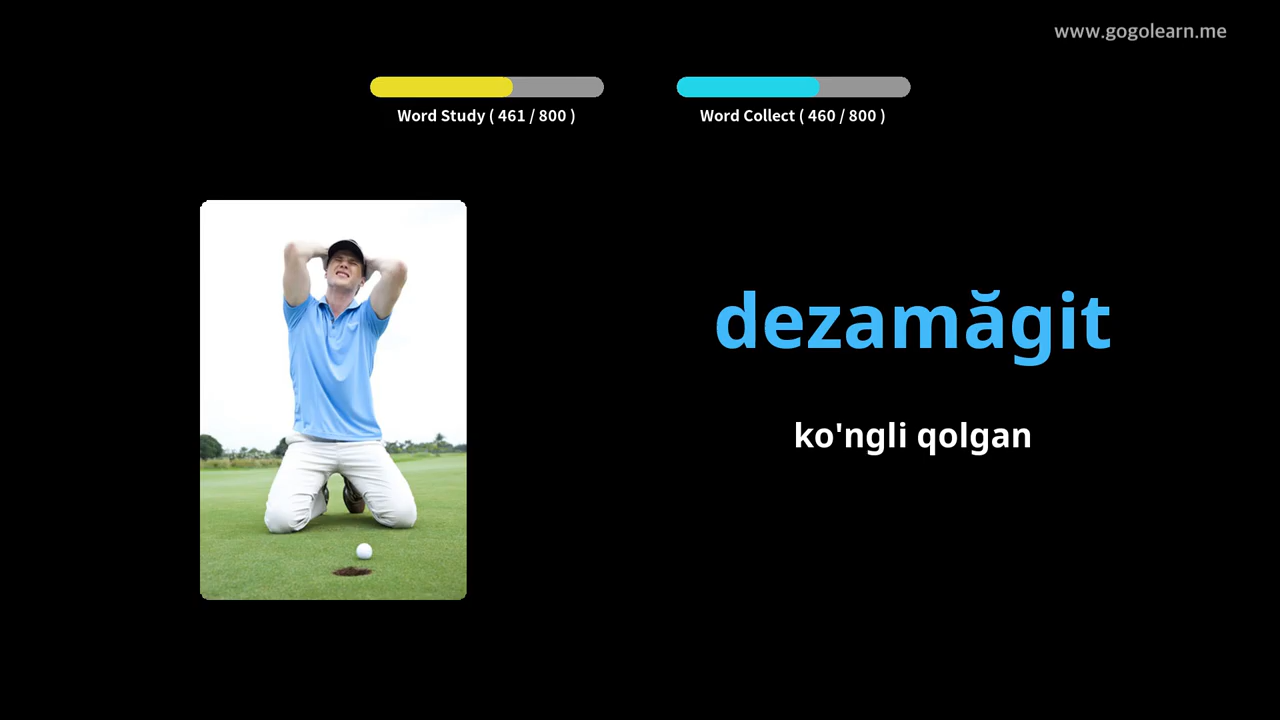 www.gogolearn.me
Word Study ( 461 / 800 )
Word Collect ( 460 / 800 )
dezamăgit
ko'ngli qolgan